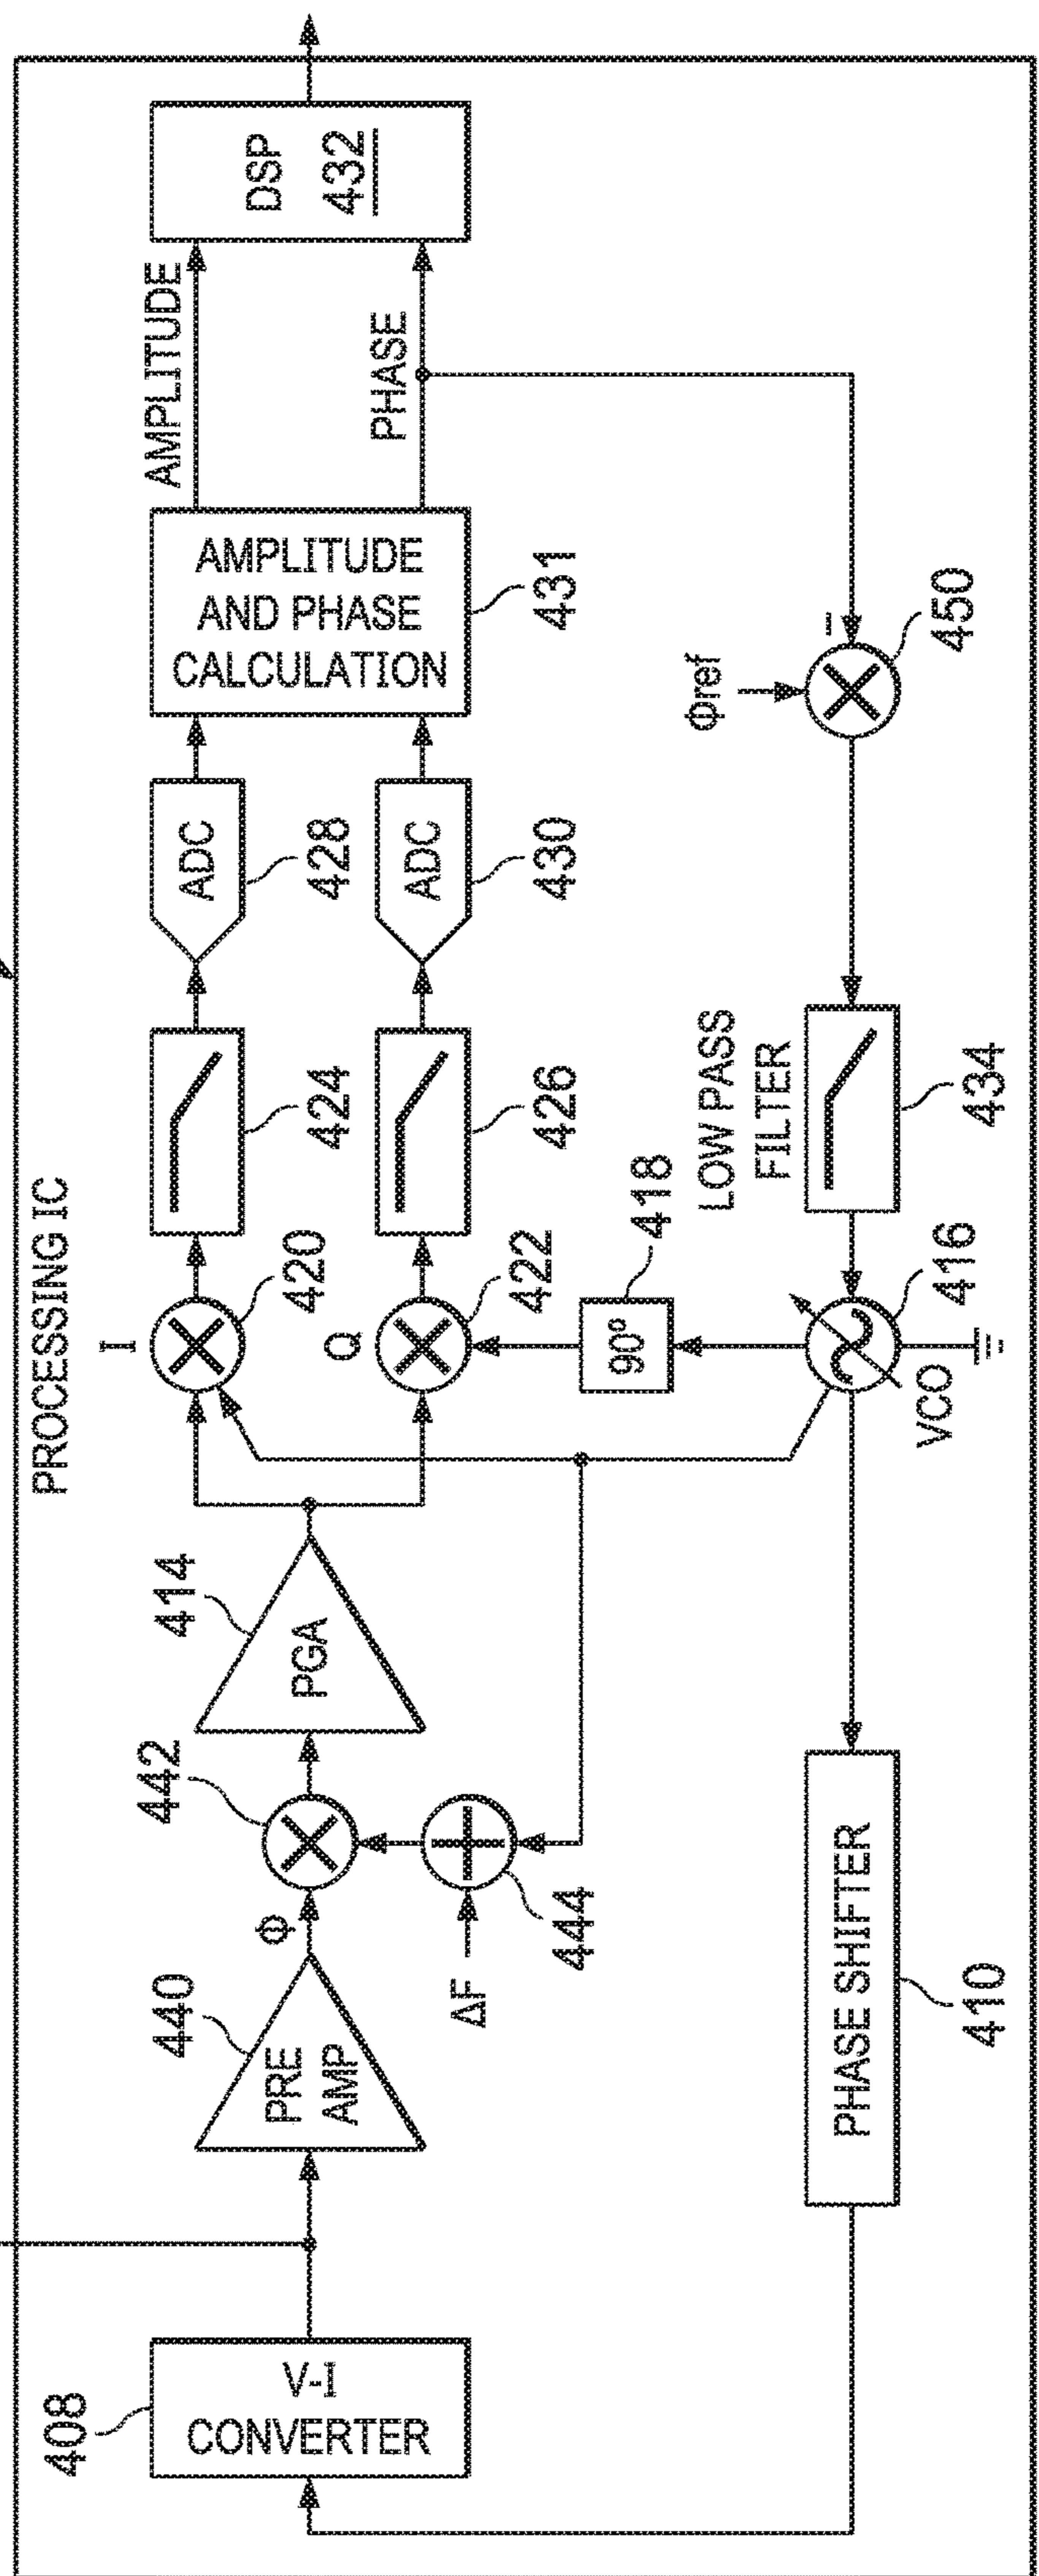 PROCESSING IC
408
V-I
CONVERTER
440
PRE
AMP
Φ
442
ΔF
444
414
PGA
I
420
Q
422
424
426
ADC
428
ADC
430
AMPLITUDE
AND PHASE
CALCULATION
431
AMPLITUDE
PHASE
DSP
432
PHASE SHIFTER
410
90°
418
VCO
416
LOW PASS
FILTER
434
Φref
−
450